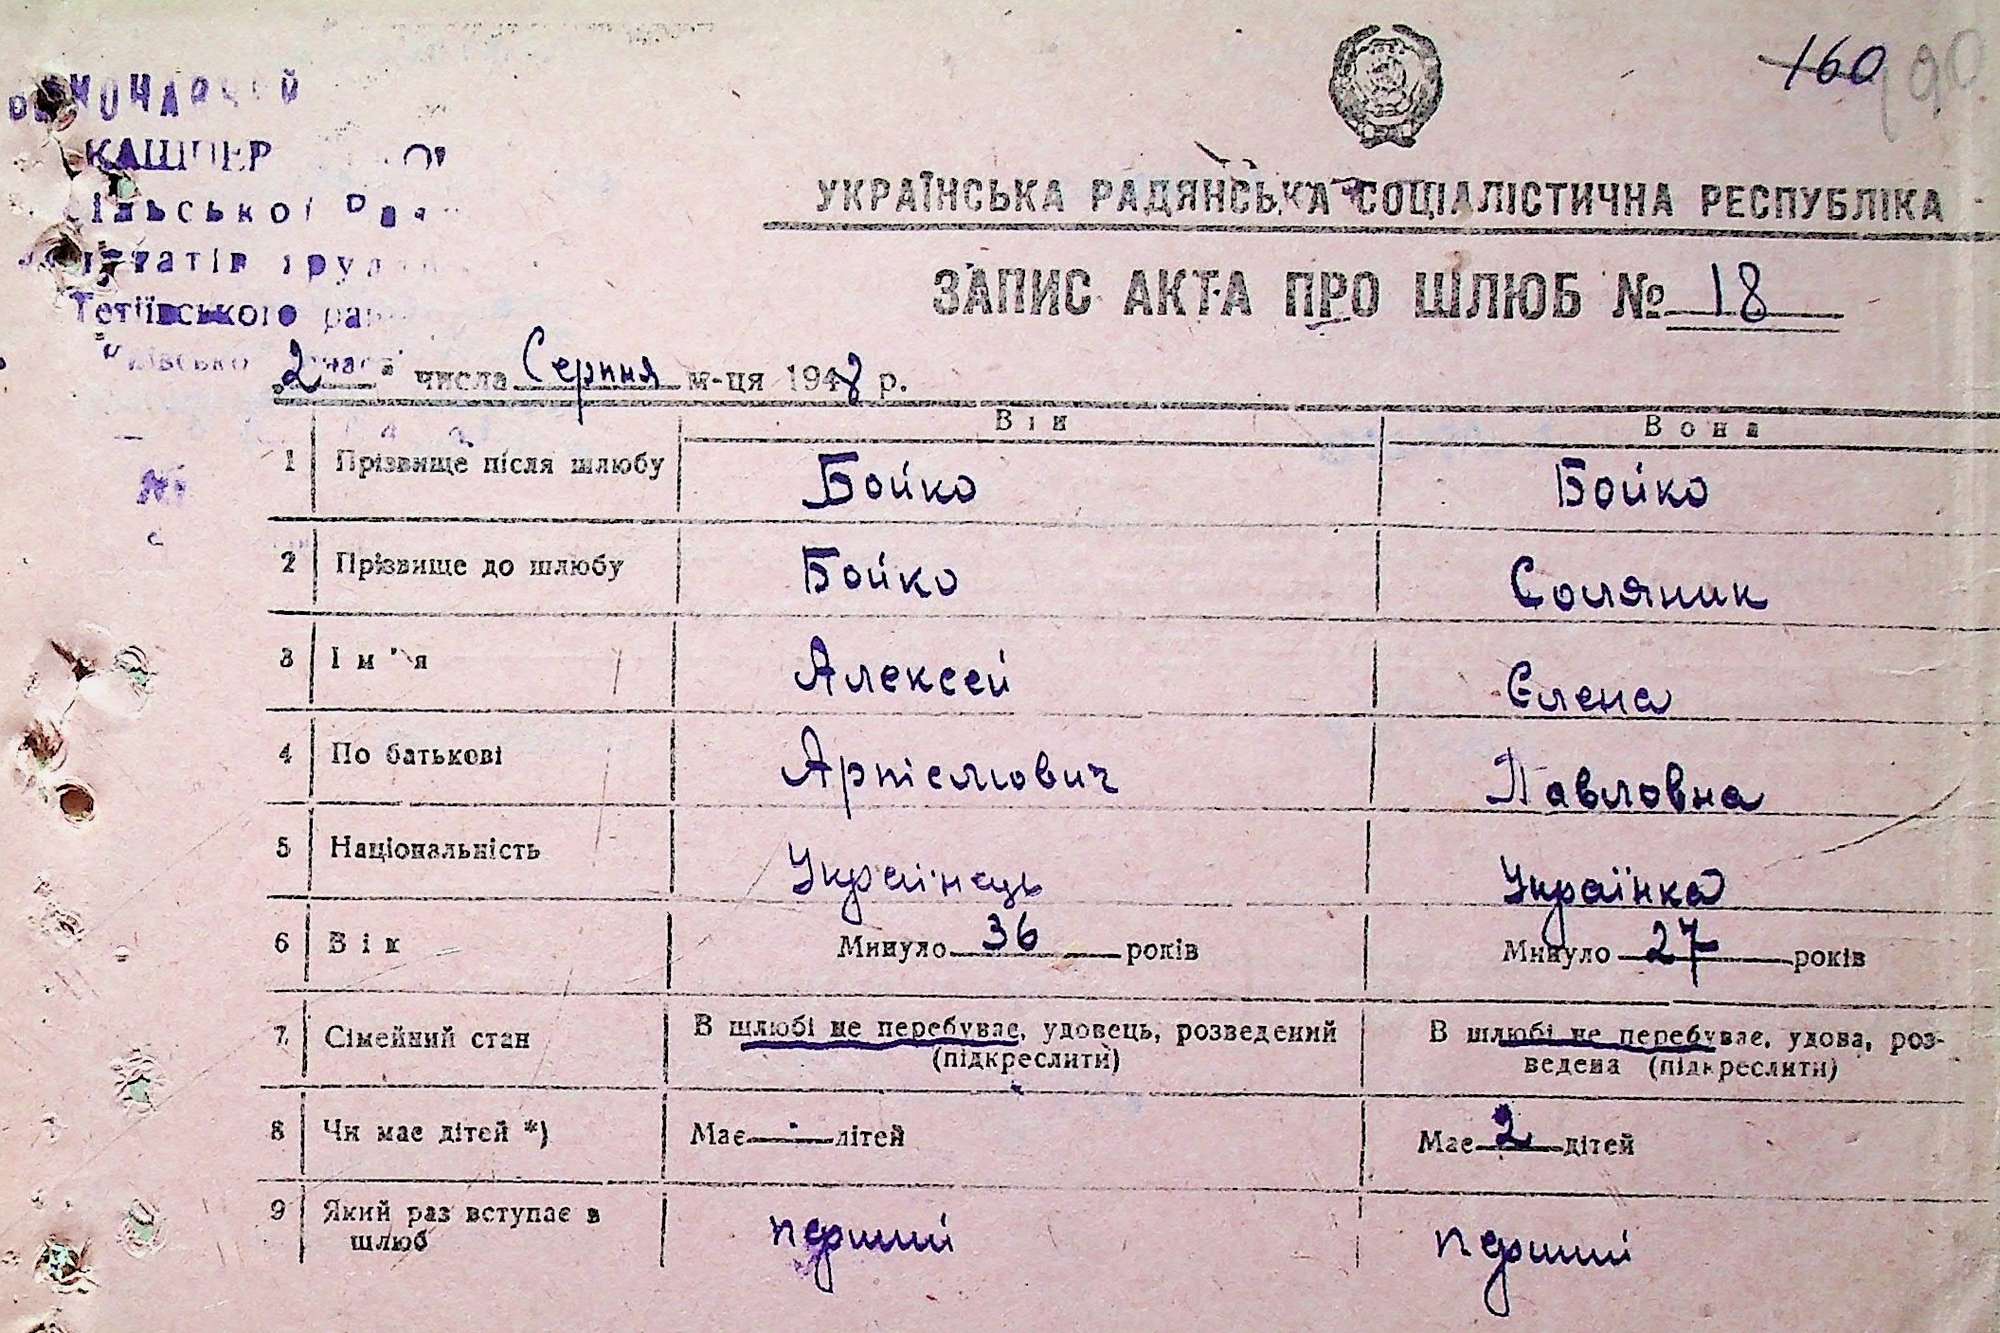 160 190
КАШПЕР
Тетіївського
УКРАЇНСЬКА РАДЯНСЬКА СОЦІАЛІСТИЧНА РЕСПУБЛІКА
ЗАПИС АКТА ПРО ШЛЮБ № 18
"2" числа Серпня м-ця 1948 р.
Він Вона
1 Прізвище після шлюбу Бойко Бойко
2 Прізвище до шлюбу Бойко Соляник
3 Ім'я Алексей Єлена
4 По батькові Артіемович Павловна
5 Національність Українець Українка
6 Вік Минуло 36 років Минуло 27 років
7 Сімейний стан В шлюбі не перебуває, удовець, розведений В шлюбі не перебуває, удова, роз-
(підкреслити) ведена (підкреслити)
8 Чи має дітей *) Має - дітей Має 2 дітей
9 Який раз вступає в перший перший
шлюб